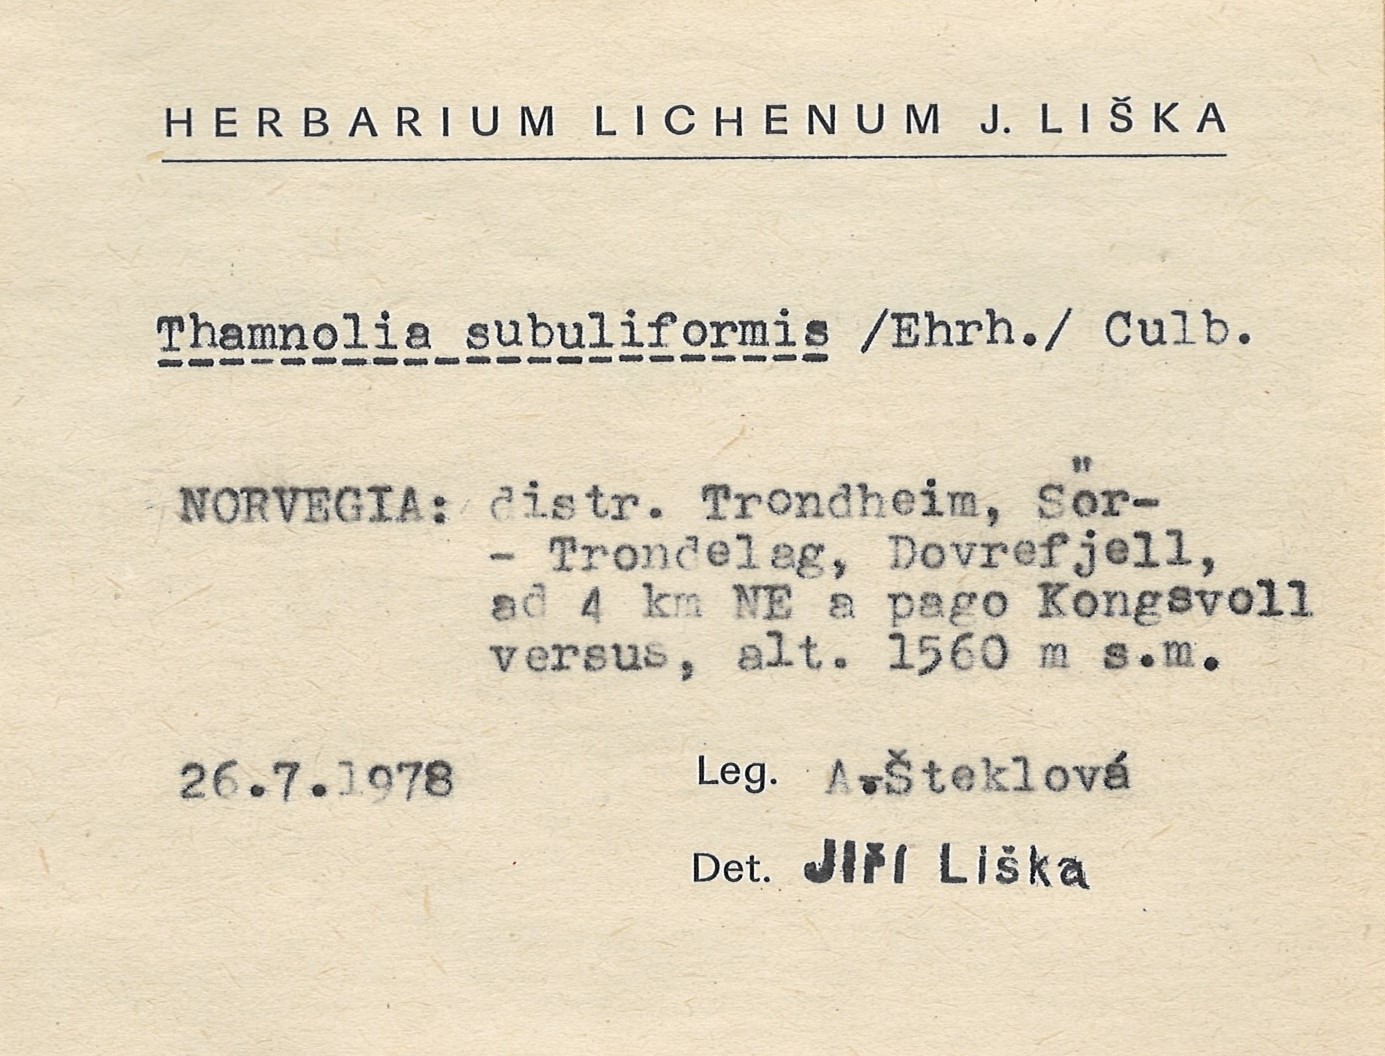 HERBARIUM LICHENUM J. LIŠKA
Thamnolia subuliformis /Ehrh./ Culb.
NORVEGIA: distr. Trondheim, Sör-
- Trondelag, Dovrefjell,
ad 4 km NE a pago Kongsvoll
versus, alt. 1560 m s.m.
26.7.1978 Leg. A.Šteklová
Det. Jiří Liška